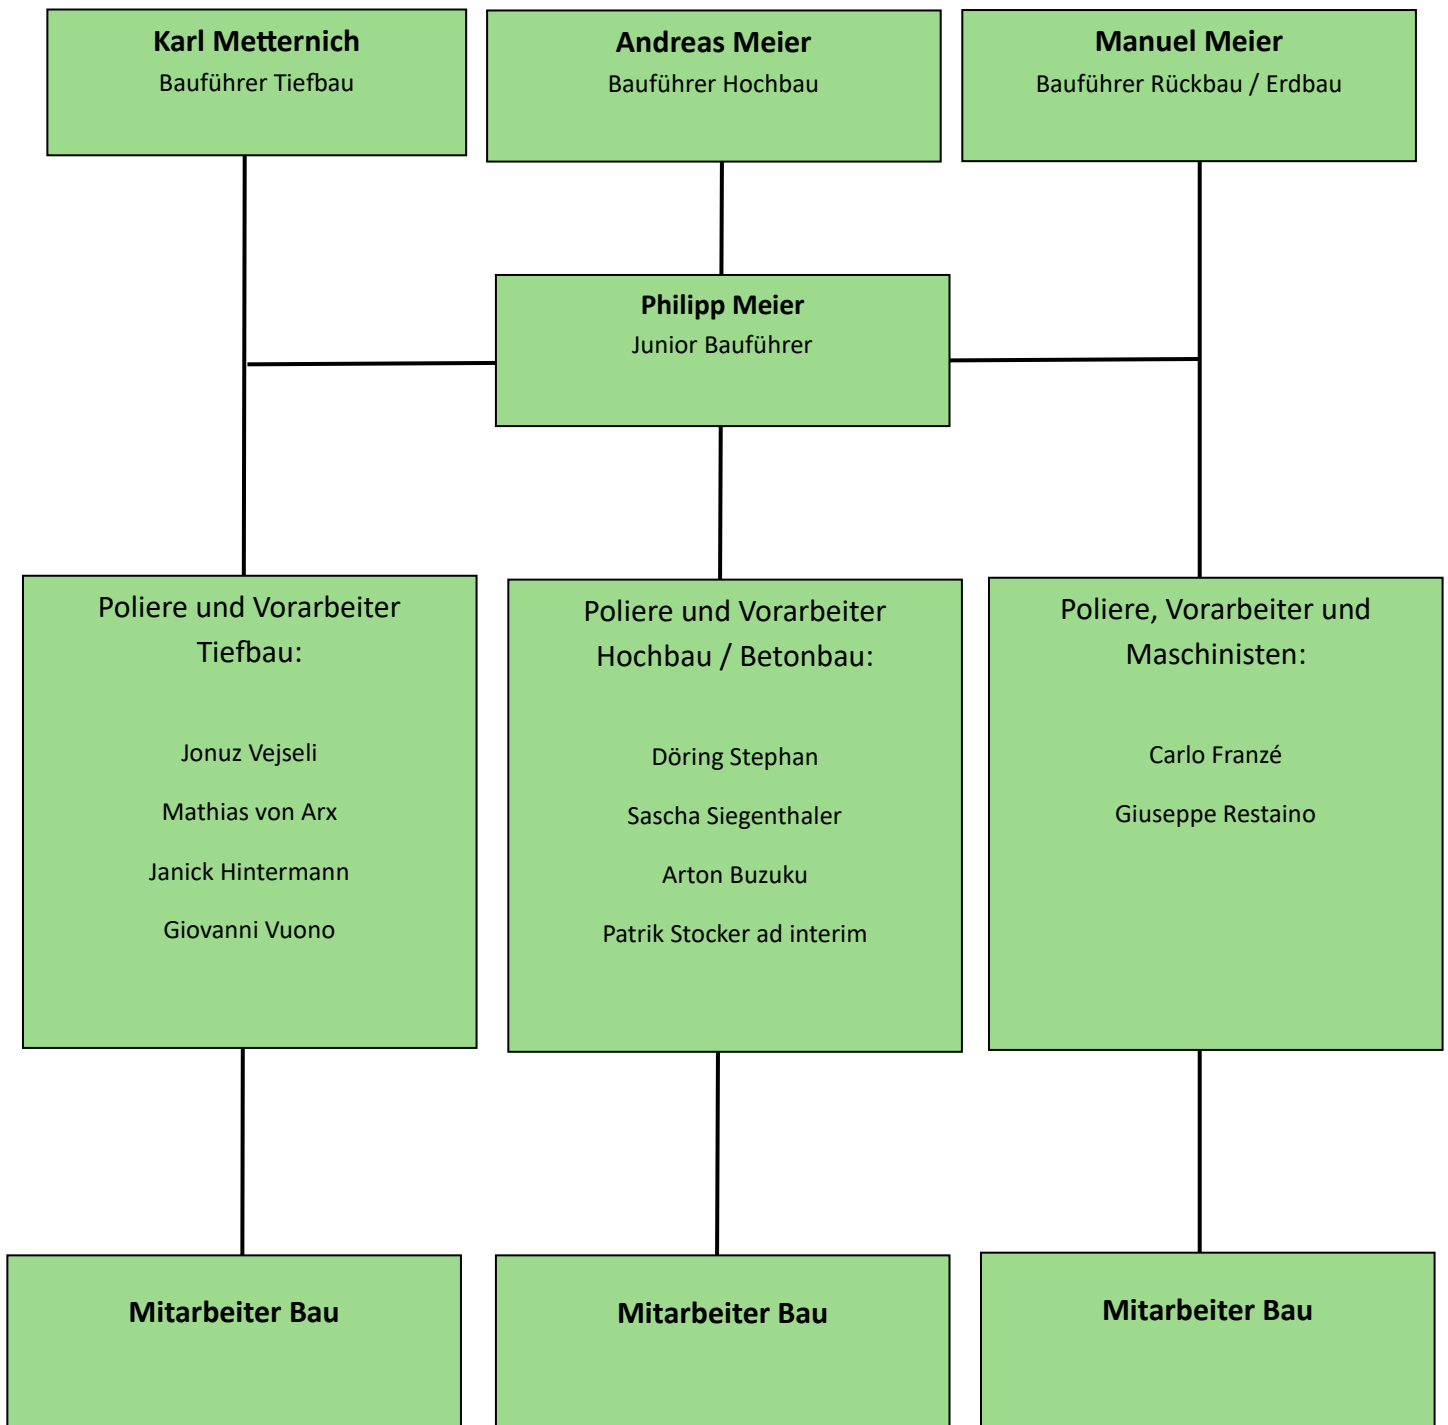 Karl Metternich
Bauführer Tiefbau
Andreas Meier
Bauführer Hochbau
Manuel Meier
Bauführer Rückbau / Erdbau
Philipp Meier
Junior Bauführer
Poliere und Vorarbeiter
Tiefbau:
Jonuz Vejseli
Mathias von Arx
Janick Hintermann
Giovanni Vuono
Poliere und Vorarbeiter
Hochbau / Betonbau:
Döring Stephan
Sascha Siegenthaler
Arton Buzuku
Patrik Stocker ad interim
Poliere, Vorarbeiter und
Maschinisten:
Carlo Franzé
Giuseppe Restaino
Mitarbeiter Bau
Mitarbeiter Bau
Mitarbeiter Bau